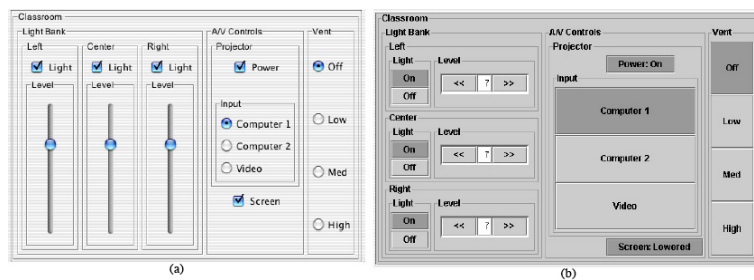 Classroom
Light Bank
Left
Center
Right
Light
Light
Light
Level
Level
Level
A/V Controls
Projector
Power
Input
Computer 1
Computer 2
Video
Screen
Vent
Off
Low
Med
High
(a)
Classroom
Light Bank
Left
Light
On
Off
Level
<< 7 >>
Center
Light
On
Off
Level
<< 7 >>
Right
Light
On
Off
Level
<< 7 >>
A/V Controls
Projector
Power: On
Input
Computer 1
Computer 2
Video
Screen: Lowered
Vent
Off
Low
Med
High
(b)